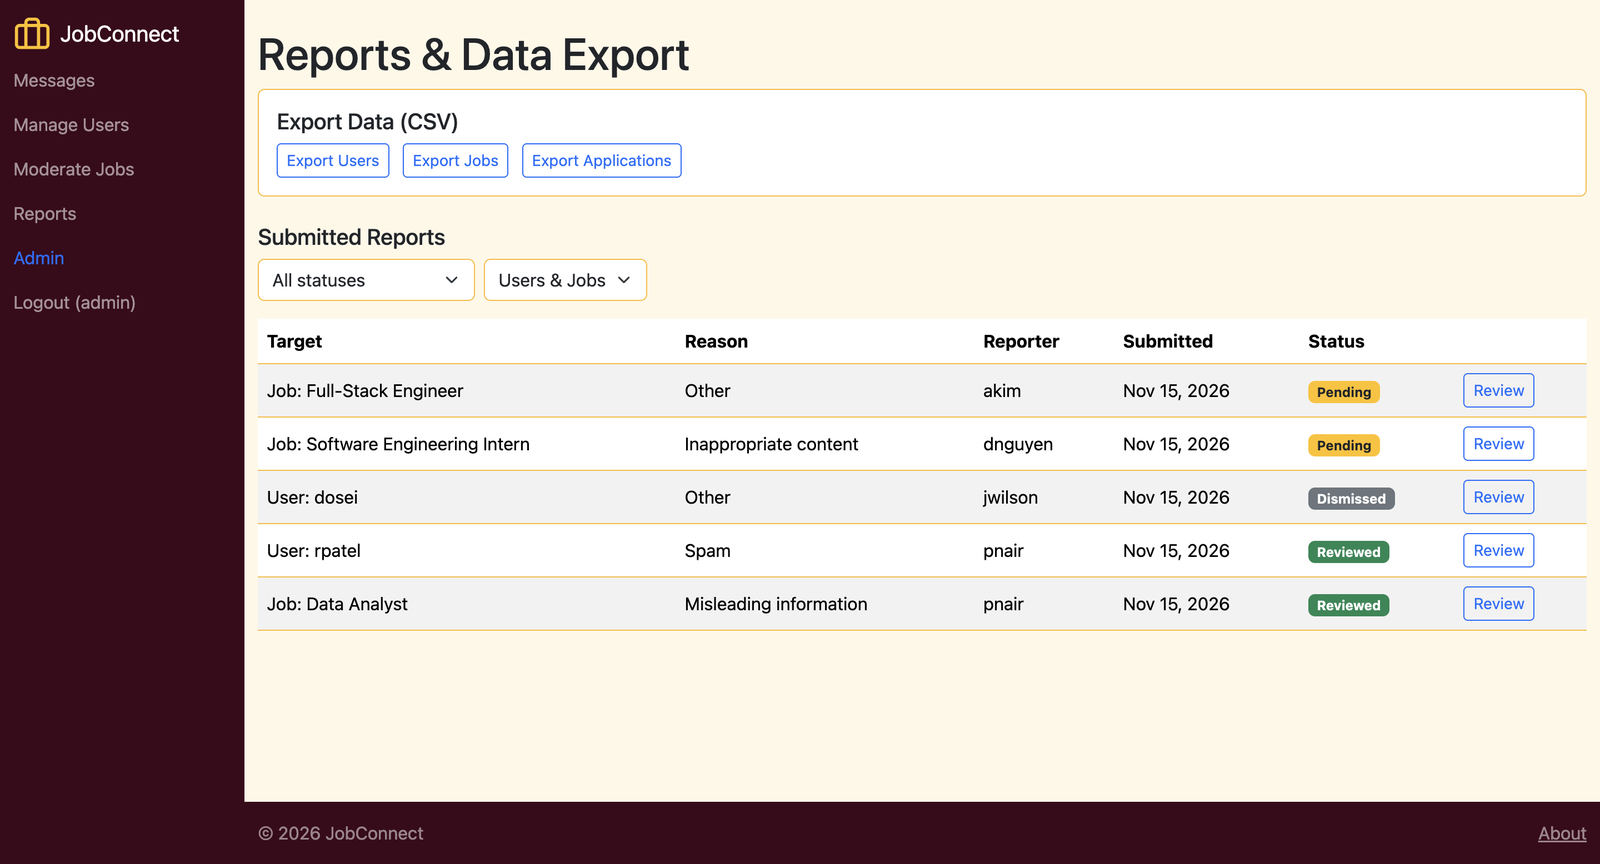 JobConnect
Messages
Manage Users
Moderate Jobs
Reports
Admin
Logout (admin)
Reports & Data Export
Export Data (CSV)
Export Users Export Jobs Export Applications
Submitted Reports
All statuses Users & Jobs
Target Reason Reporter Submitted Status
Job: Full-Stack Engineer Other akim Nov 15, 2026 Pending Review
Job: Software Engineering Intern Inappropriate content dnguyen Nov 15, 2026 Pending Review
User: dosei Other jwilson Nov 15, 2026 Dismissed Review
User: rpatel Spam pnair Nov 15, 2026 Reviewed Review
Job: Data Analyst Misleading information pnair Nov 15, 2026 Reviewed Review
© 2026 JobConnect About